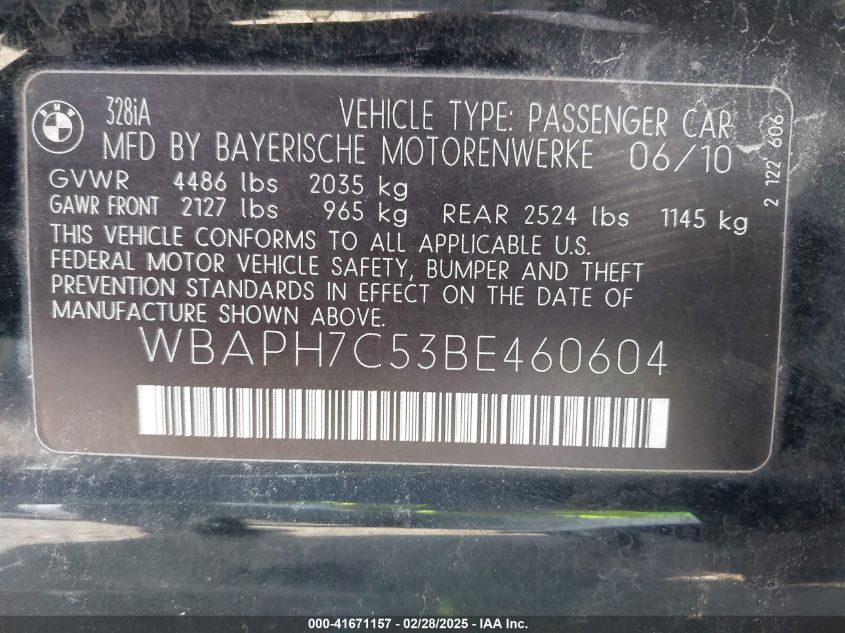 BMW
328iA
VEHICLE TYPE: PASSENGER CAR
MFD BY BAYERISCHE MOTORENWERKE 06/10
GVWR 4486 lbs 2035 kg
GAWR FRONT 2127 lbs 965 kg REAR 2524 lbs 1145 kg
THIS VEHICLE CONFORMS TO ALL APPLICABLE U.S.
FEDERAL MOTOR VEHICLE SAFETY, BUMPER AND THEFT
PREVENTION STANDARDS IN EFFECT ON THE DATE OF
MANUFACTURE SHOWN ABOVE.
WBAPH7C53BE460604
2 122 606
000-41671157 - 02/28/2025 - IAA Inc.